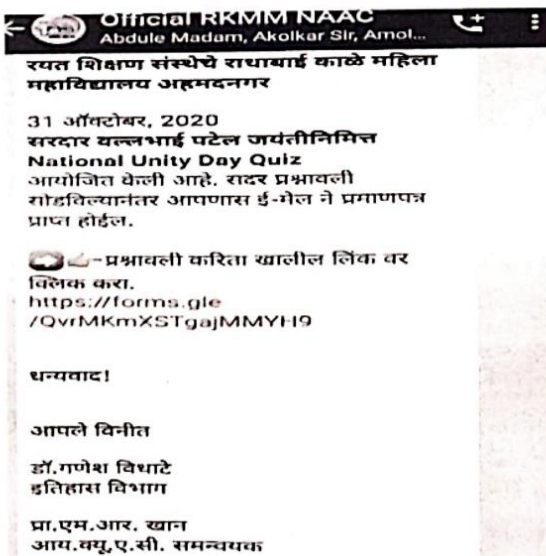 Official RKMM NAAC
Abdule Madam, Akolkar Sir, Amol...
रयत शिक्षण संस्थेचे राधाबाई काळे महिला
महाविद्यालय अहमदनगर
31 ऑक्टोबर, 2020
सरदार वल्लभाई पटेल जयंतीनिमित्त
National Unity Day Quiz
आयोजित केली आहे. सदर प्रश्नावली
सोडविल्यानंतर आपणास ई-मेल ने प्रमाणपत्र
प्राप्त होईल.
-प्रश्नावली करिता खालील लिंक वर
क्लिक करा.
https://forms.gle
/QvrMKmXSTgajMMYH9
धन्यवाद!
आपले विनीत
डॉ.गणेश विधाटे
इतिहास विभाग
प्रा.एम.आर. खान
आय.क्यू.ए.सी. समन्वयक